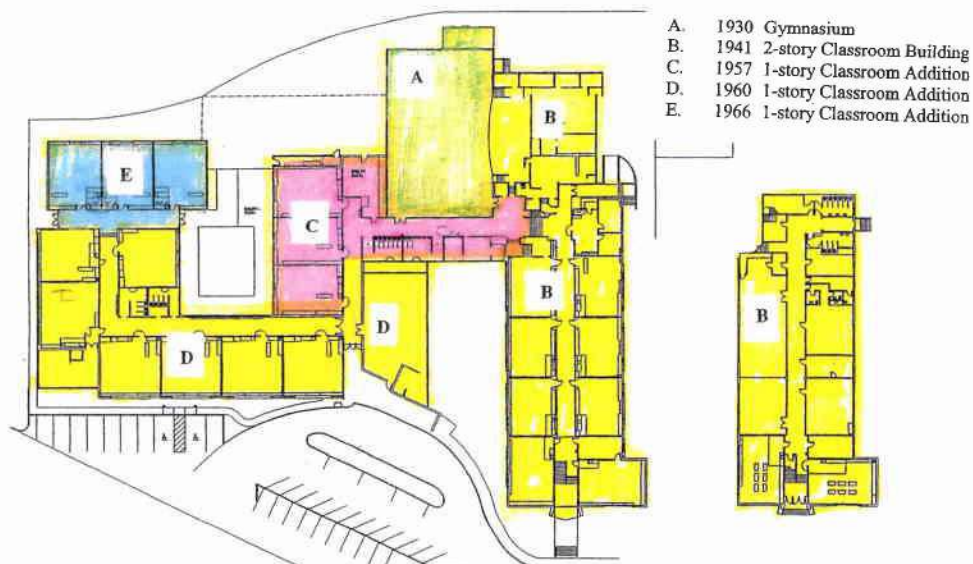 A. 1930 Gymnasium
B. 1941 2-story Classroom Building
C. 1957 1-story Classroom Addition
D. 1960 1-story Classroom Addition
E. 1966 1-story Classroom Addition
A
B
E
C
B
D
D
B